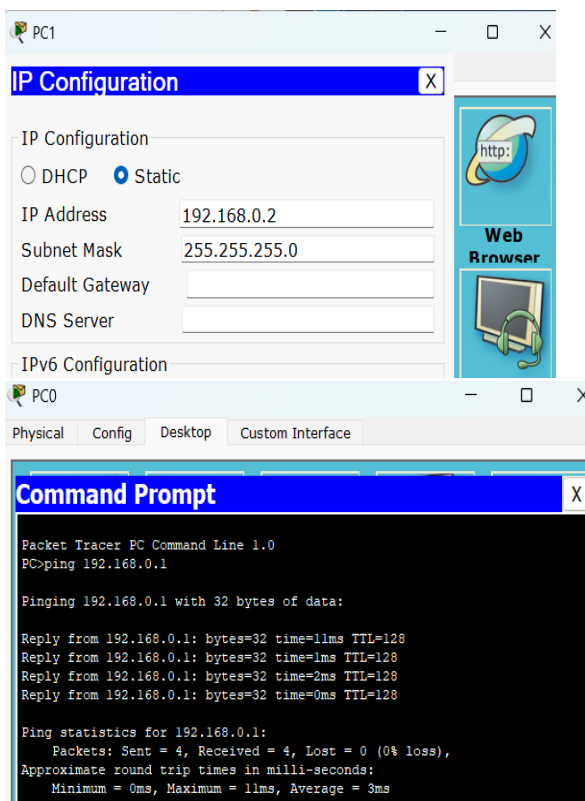 PC1
IP Configuration X
IP Configuration
DHCP Static
IP Address 192.168.0.2
Subnet Mask 255.255.255.0
Default Gateway
DNS Server
IPv6 Configuration
http:
Web
Browser
PC0
Physical Config Desktop Custom Interface
Command Prompt X
Packet Tracer PC Command Line 1.0
PC>ping 192.168.0.1
Pinging 192.168.0.1 with 32 bytes of data:
Reply from 192.168.0.1: bytes=32 time=11ms TTL=128
Reply from 192.168.0.1: bytes=32 time=1ms TTL=128
Reply from 192.168.0.1: bytes=32 time=2ms TTL=128
Reply from 192.168.0.1: bytes=32 time=0ms TTL=128
Ping statistics for 192.168.0.1:
Packets: Sent = 4, Received = 4, Lost = 0 (0% loss),
Approximate round trip times in milli-seconds:
Minimum = 0ms, Maximum = 11ms, Average = 3ms